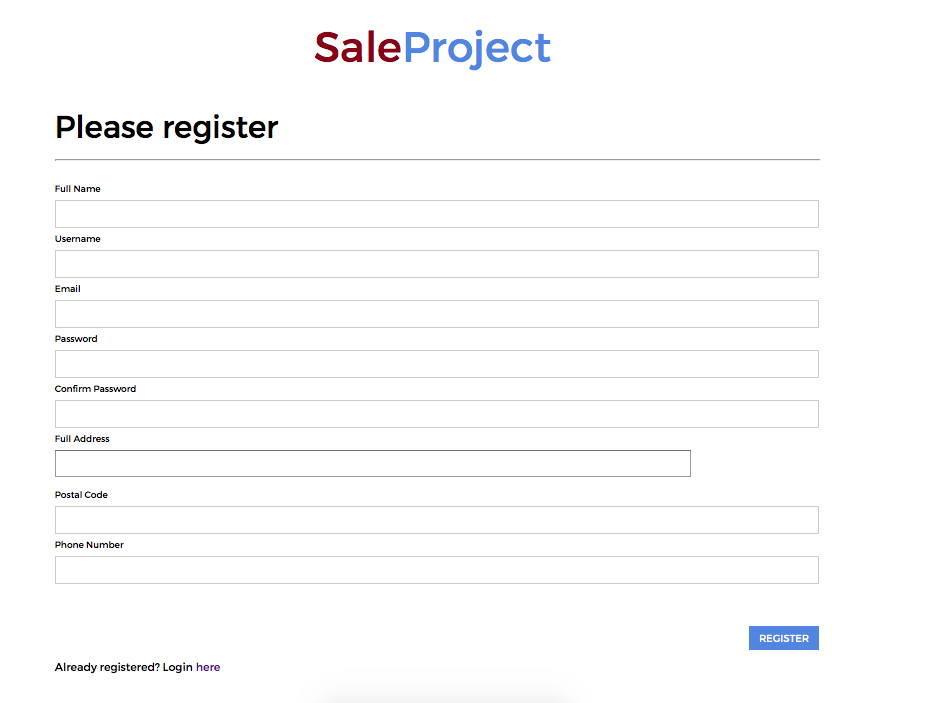 SaleProject
Please register
Full Name
Username
Email
Password
Confirm Password
Full Address
Postal Code
Phone Number
REGISTER
Already registered? Login here